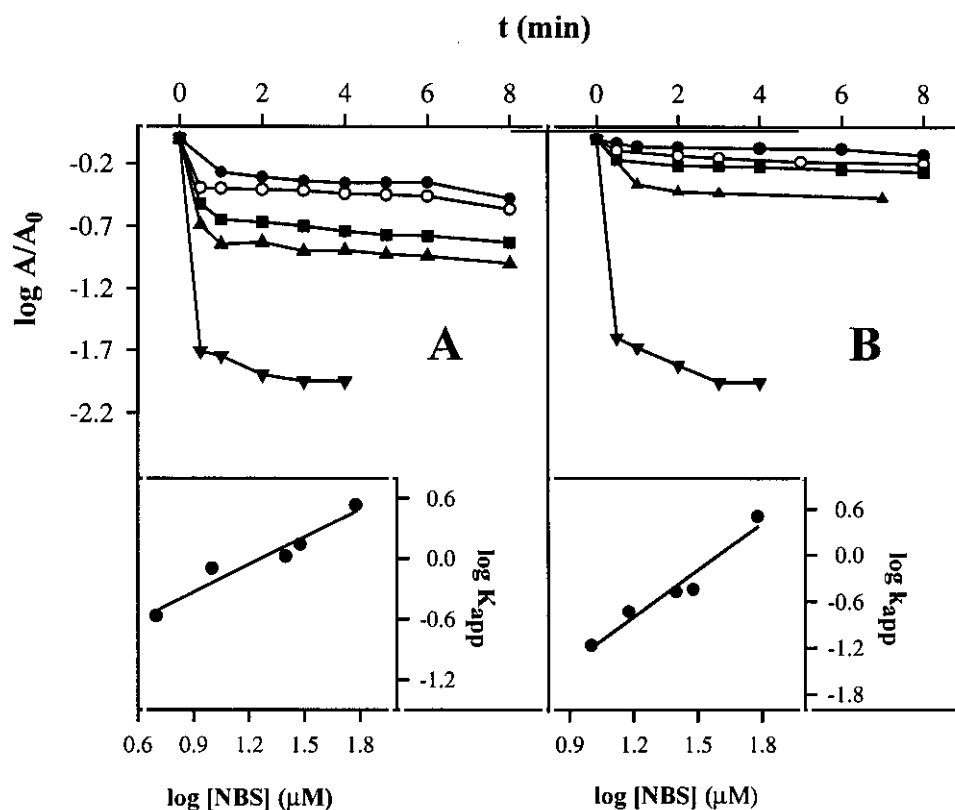 t (min)
0 2 4 6 8 0 2 4 6 8
-0.2
-0.7
-1.2
-1.7
-2.2
log A/A0
A
B
0.6
0.0
-0.6
-1.2
log Kapp
0.6
0.0
-0.6
-1.2
-1.8
log kapp
0.6 0.9 1.2 1.5 1.8
0.9 1.2 1.5 1.8
log [NBS] (μM)
log [NBS] (μM)